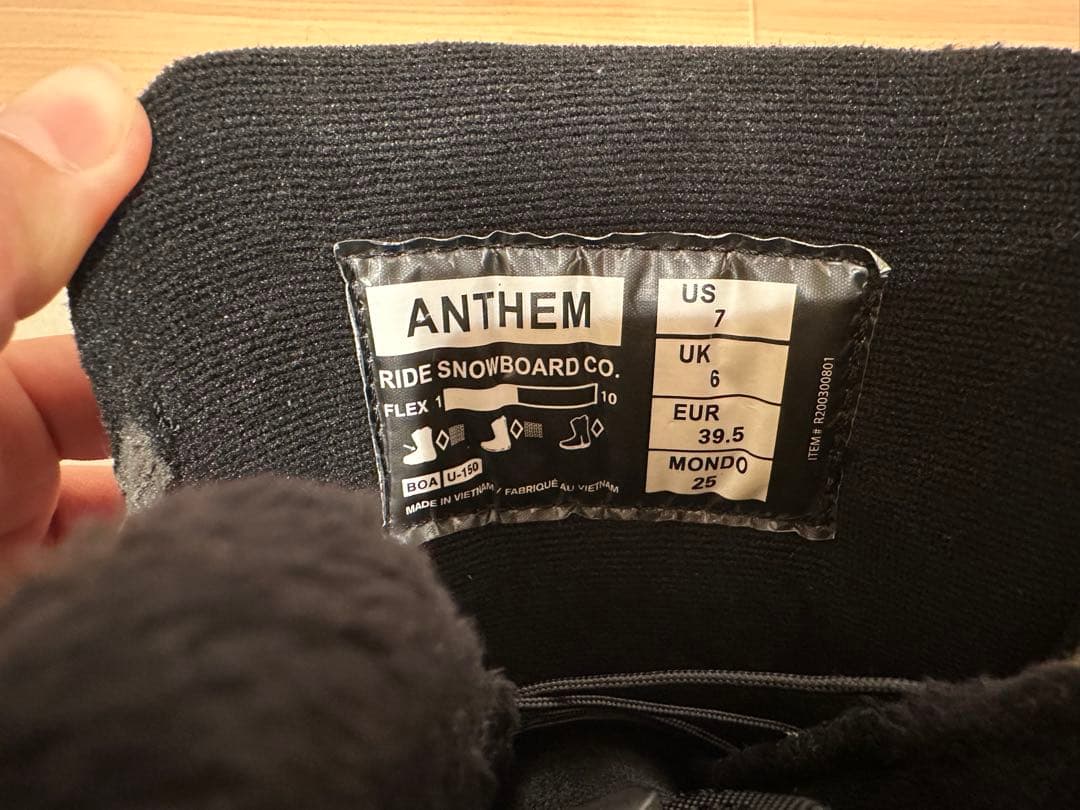 ANTHEM
RIDE SNOWBOARD CO.
FLEX 1 10
BOA U-150
MADE IN VIETNAM / FABRIQUÉ AU VIETNAM
US
7
UK
6
EUR
39.5
MONDO
25
ITEM# R200300801